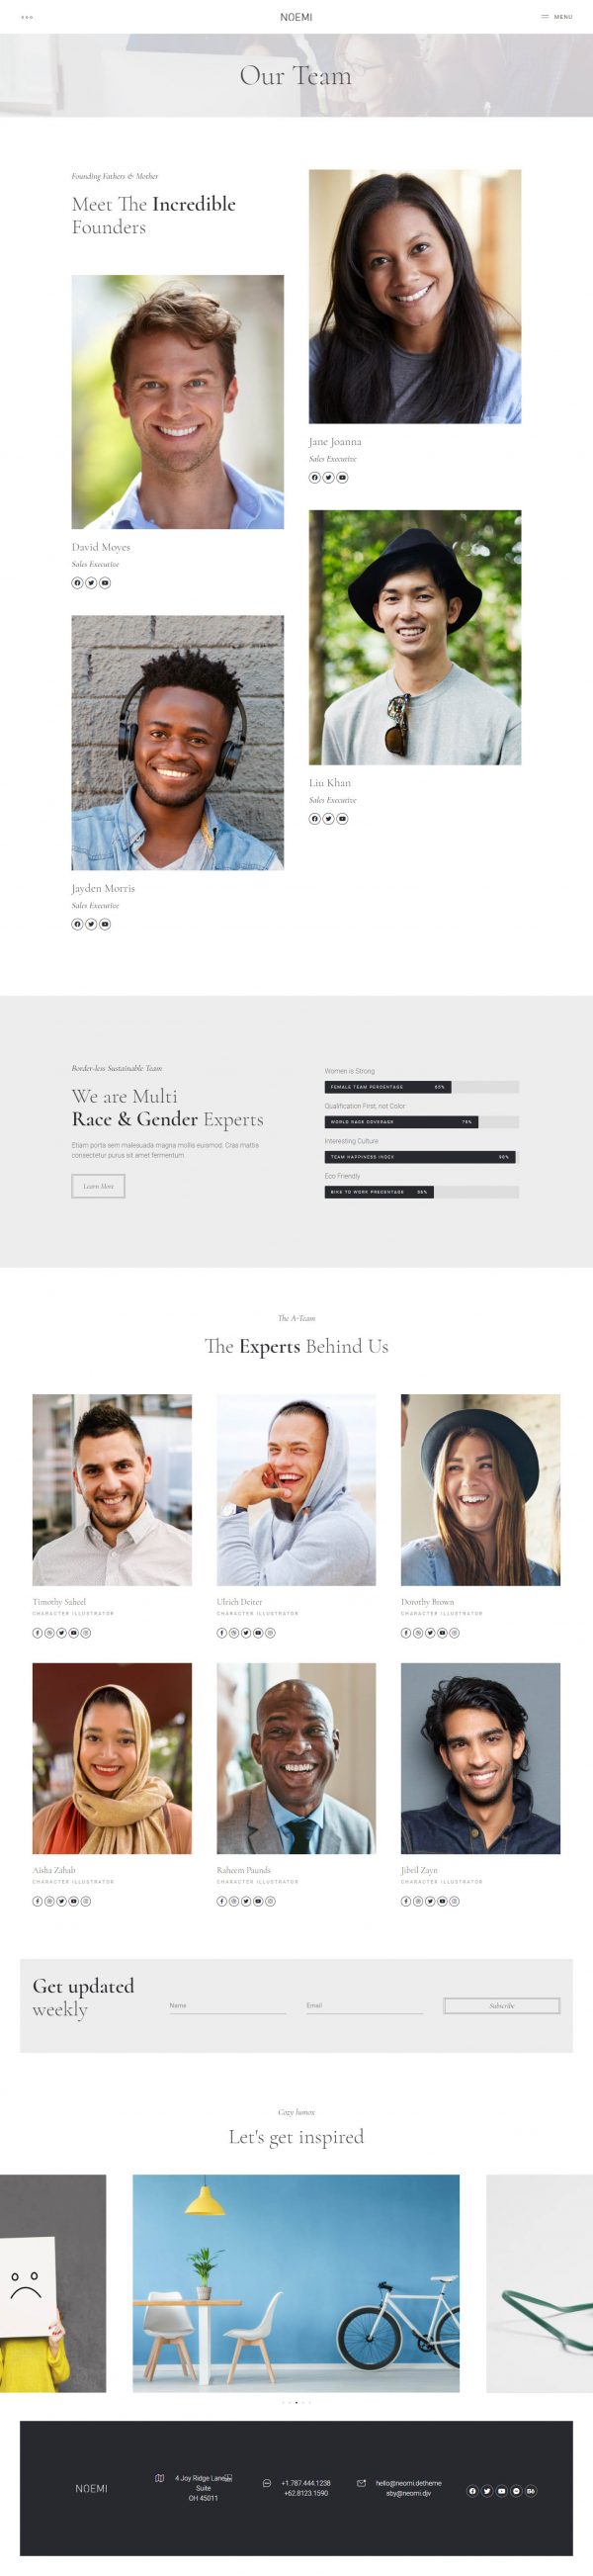 NOEMI
MENU
Our Team
Founding Fathers & Mother
Meet The Incredible
Founders
Jane Joanna
Sales Executive
David Moyes
Sales Executive
Liu Khan
Sales Executive
Jayden Morris
Sales Executive
Border-less Sustainable Team
We are Multi
Race & Gender Experts
Etiam porta sem malesuada magna mollis euismod. Cras mattis
consectetur purus sit amet fermentum.
Learn More
Women is Strong
FEMALE TEAM PERCENTAGE 65%
Qualification First, not Color
WORLD RACE COVERAGE 79%
Interesting Culture
TEAM HAPPINESS INDEX 98%
Eco Friendly
BIKE TO WORK PRECENTAGE 56%
The A-Team
The Experts Behind Us
Timothy Saheel
CHARACTER ILLUSTRATOR
Ulrich Deiter
CHARACTER ILLUSTRATOR
Dorothy Brown
CHARACTER ILLUSTRATOR
Aisha Zahab
CHARACTER ILLUSTRATOR
Raheem Paunds
CHARACTER ILLUSTRATOR
Jibril Zayn
CHARACTER ILLUSTRATOR
Get updated
weekly
Name
Email
Subscribe
Cozy homes
Let's get inspired
NOEMI
4 Joy Ridge Lane
Suite
OH 45011
+1.787.444.1238
+62.8123.1590
hello@neomi.detheme
sby@neomi.djv